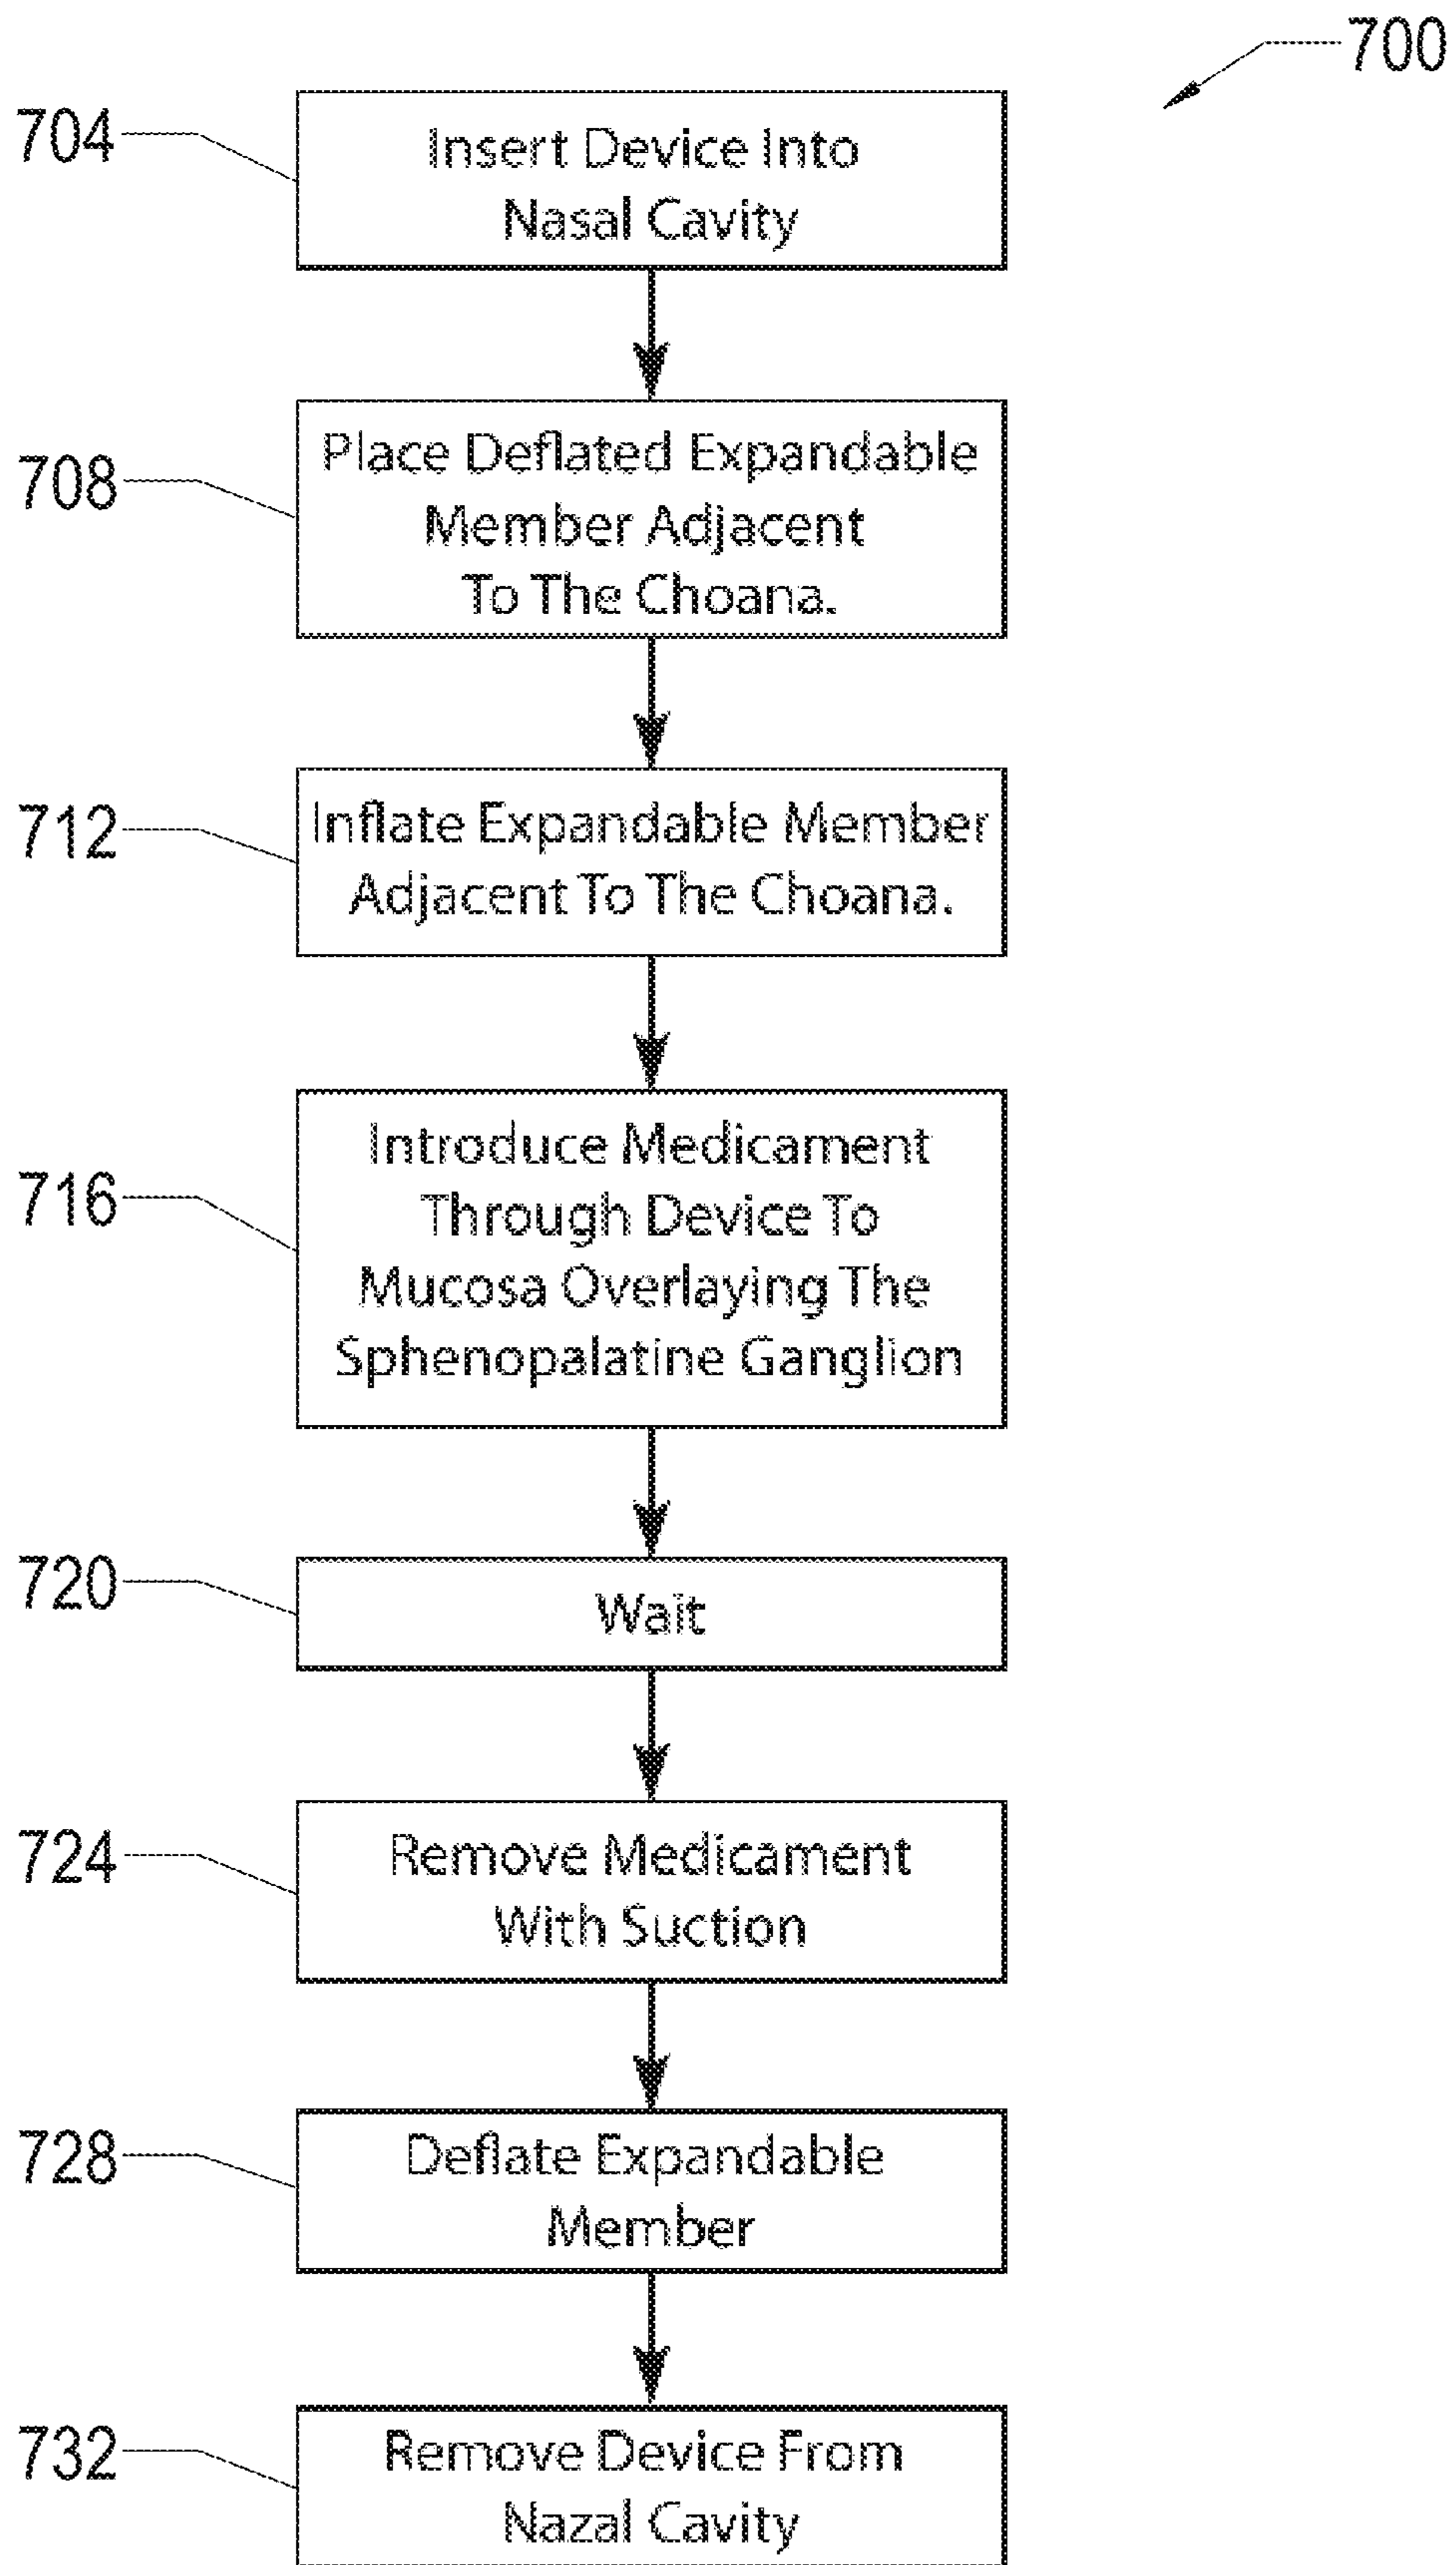 700
704
Insert Device Into
Nasal Cavity
708
Place Deflated Expandable
Member Adjacent
To The Choana.
712
Inflate Expandable Member
Adjacent To The Choana.
716
Introduce Medicament
Through Device To
Mucosa Overlaying The
Sphenopalatine Ganglion
720
Wait
724
Remove Medicament
With Suction
728
Deflate Expandable
Member
732
Remove Device From
Nazal Cavity